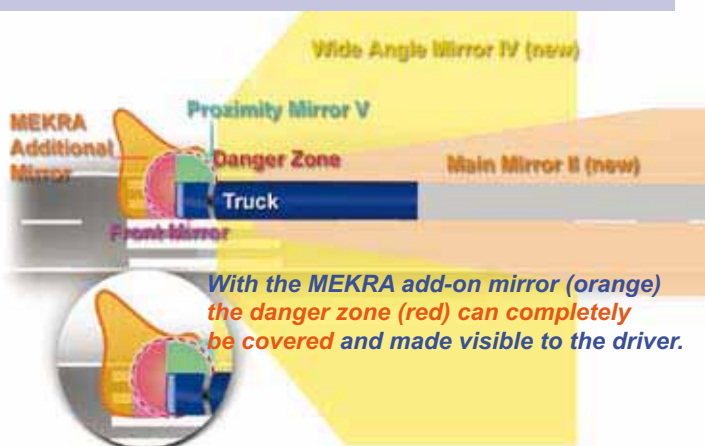 Wide Angle Mirror IV (new)
Proximity Mirror V
MEKRA
Additional
Mirror
Danger Zone
Main Mirror II (new)
Truck
Front Mirror
With the MEKRA add-on mirror (orange)
the danger zone (red) can completely
be covered and made visible to the driver.